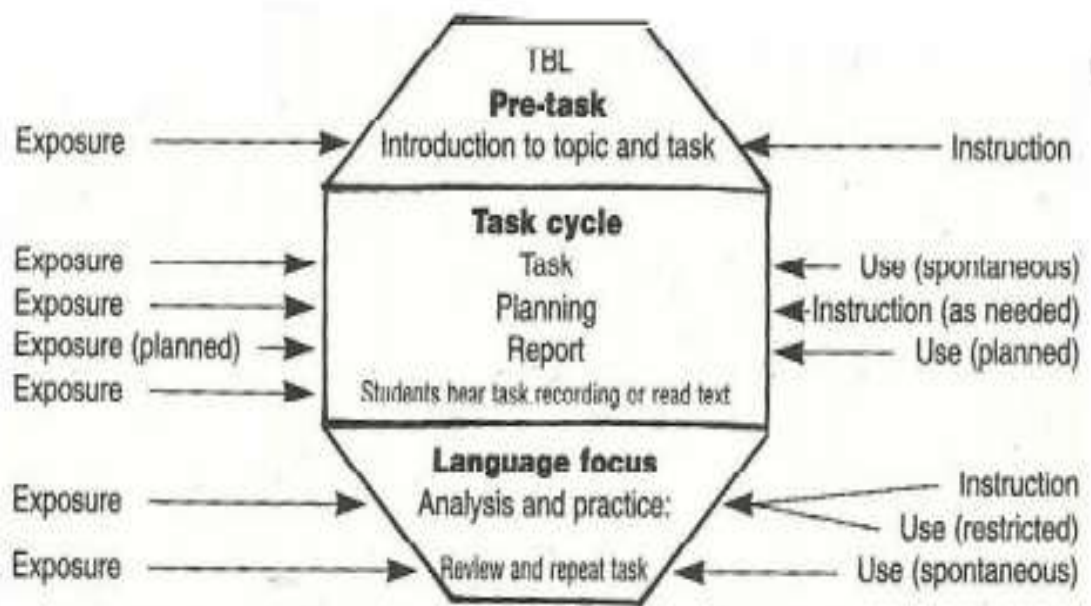 TBL
Pre-task
Exposure Introduction to topic and task Instruction
Task cycle
Exposure Task Use (spontaneous)
Exposure Planning Instruction (as needed)
Exposure (planned) Report Use (planned)
Exposure Students hear task recording or read text
Language focus
Exposure Analysis and practice: Instruction
Use (restricted)
Exposure Review and repeat task Use (spontaneous)